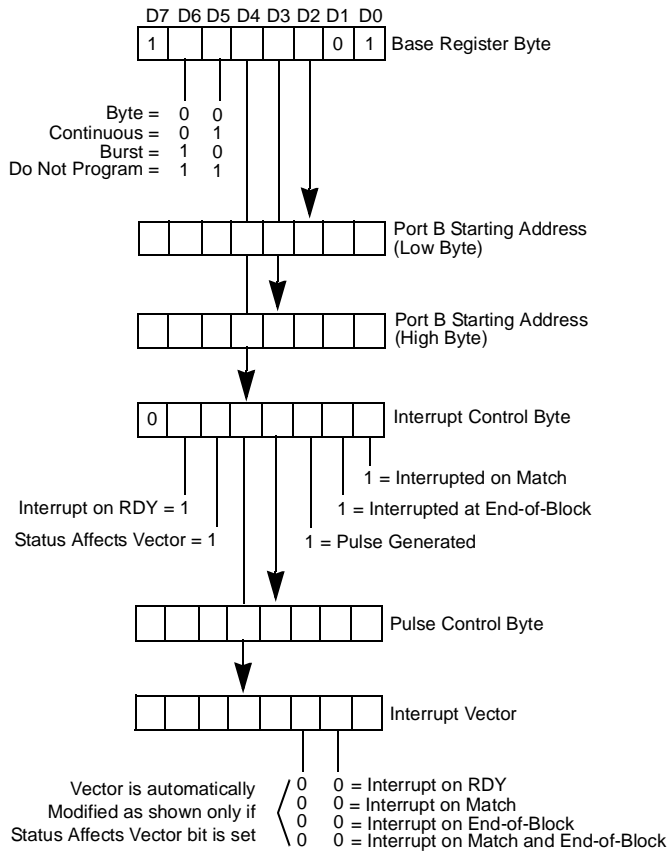 D7 D6 D5 D4 D3 D2 D1 D0
1 0 1 Base Register Byte
Byte = 0 0
Continuous = 0 1
Burst = 1 0
Do Not Program = 1 1
Port B Starting Address
(Low Byte)
Port B Starting Address
(High Byte)
0 Interrupt Control Byte
1 = Interrupted on Match
Interrupt on RDY = 1
1 = Interrupted at End-of-Block
Status Affects Vector = 1
1 = Pulse Generated
Pulse Control Byte
Interrupt Vector
Vector is automatically
Modified as shown only if
Status Affects Vector bit is set
0 0 = Interrupt on RDY
0 0 = Interrupt on Match
0 0 = Interrupt on End-of-Block
0 0 = Interrupt on Match and End-of-Block